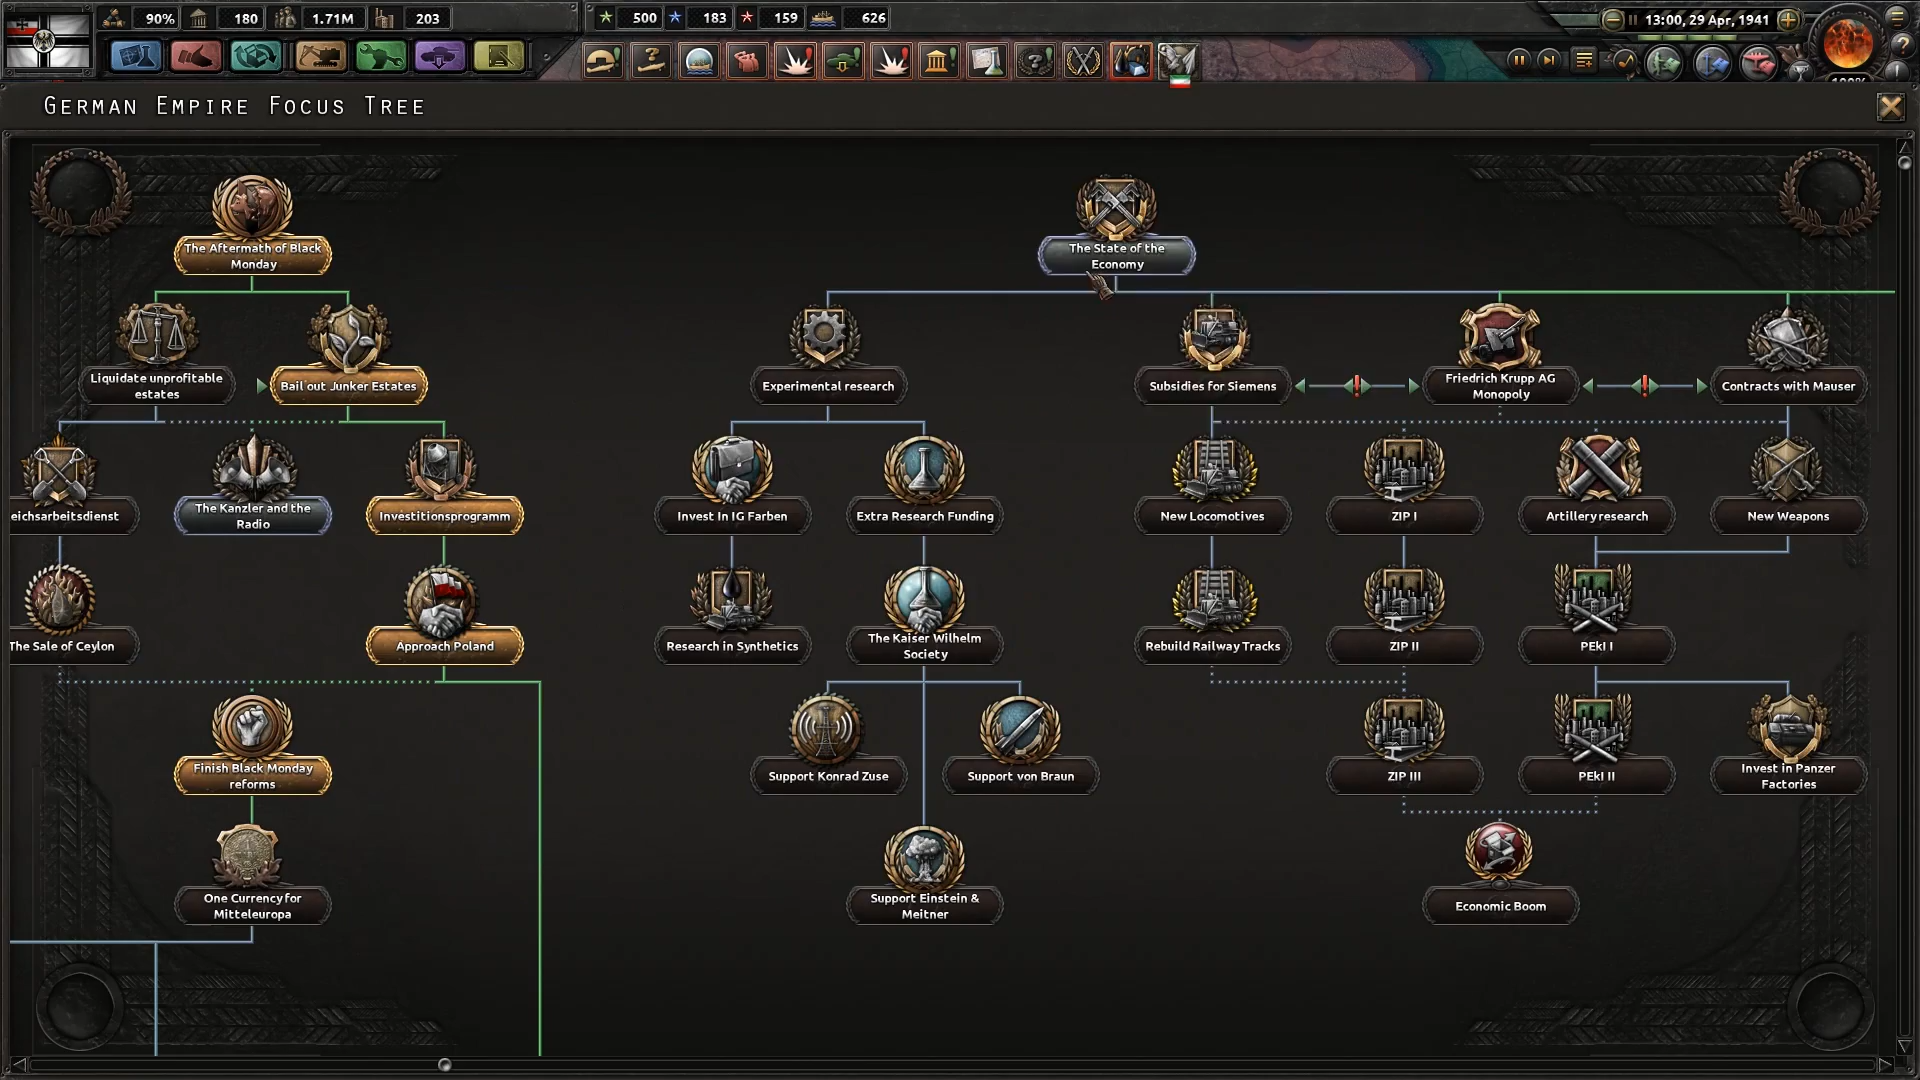 90% 180 1.71M 203 500 183 159 626 13:00, 29 Apr, 1941
German Empire Focus Tree
The Aftermath of Black
Monday
The State of the
Economy
Liquidate unprofitable
estates
Bail out Junker Estates
Experimental research
Subsidies for Siemens
Friedrich Krupp AG
Monopoly
Contracts with Mauser
eichsarbeitsdienst
The Kanzler and the
Radio
Investitionsprogramm
Invest In IG Farben
Extra Research Funding
New Locomotives
ZIP I
Artillery research
New Weapons
The Sale of Ceylon
Approach Poland
Research in Synthetics
The Kaiser Wilhelm
Society
Rebuild Railway Tracks
ZIP II
PEkI I
Finish Black Monday
reforms
Support Konrad Zuse
Support von Braun
ZIP III
PEkI II
Invest in Panzer
Factories
One Currency for
Mitteleuropa
Support Einstein &
Meitner
Economic Boom